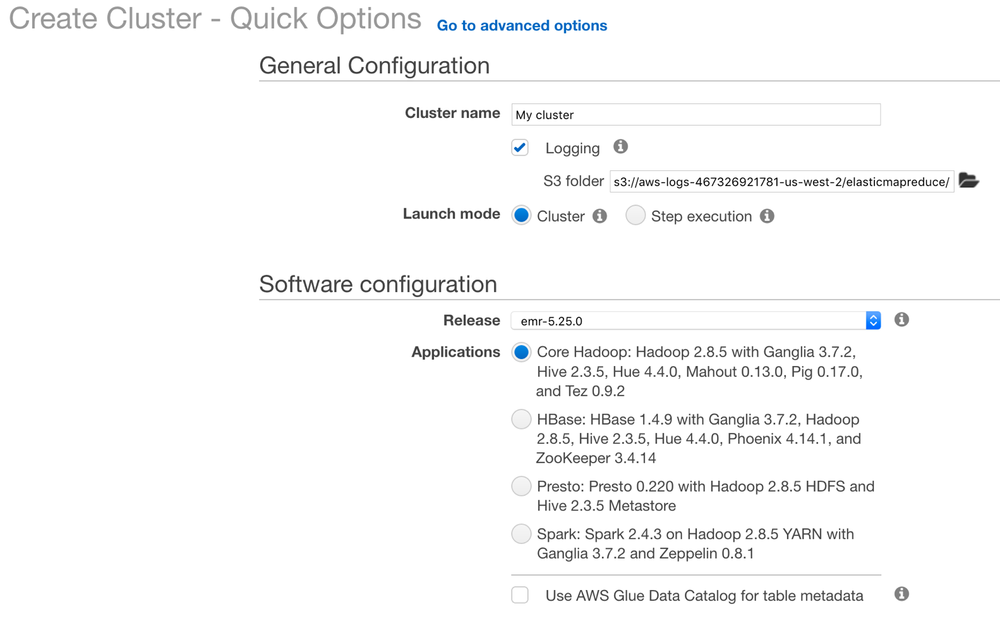 Create Cluster - Quick Options Go to advanced options
General Configuration
Cluster name My cluster
Logging
S3 folder s3://aws-logs-467326921781-us-west-2/elasticmapreduce/
Launch mode Cluster Step execution
Software configuration
Release emr-5.25.0
Applications Core Hadoop: Hadoop 2.8.5 with Ganglia 3.7.2,
Hive 2.3.5, Hue 4.4.0, Mahout 0.13.0, Pig 0.17.0,
and Tez 0.9.2
HBase: HBase 1.4.9 with Ganglia 3.7.2, Hadoop
2.8.5, Hive 2.3.5, Hue 4.4.0, Phoenix 4.14.1, and
ZooKeeper 3.4.14
Presto: Presto 0.220 with Hadoop 2.8.5 HDFS and
Hive 2.3.5 Metastore
Spark: Spark 2.4.3 on Hadoop 2.8.5 YARN with
Ganglia 3.7.2 and Zeppelin 0.8.1
Use AWS Glue Data Catalog for table metadata